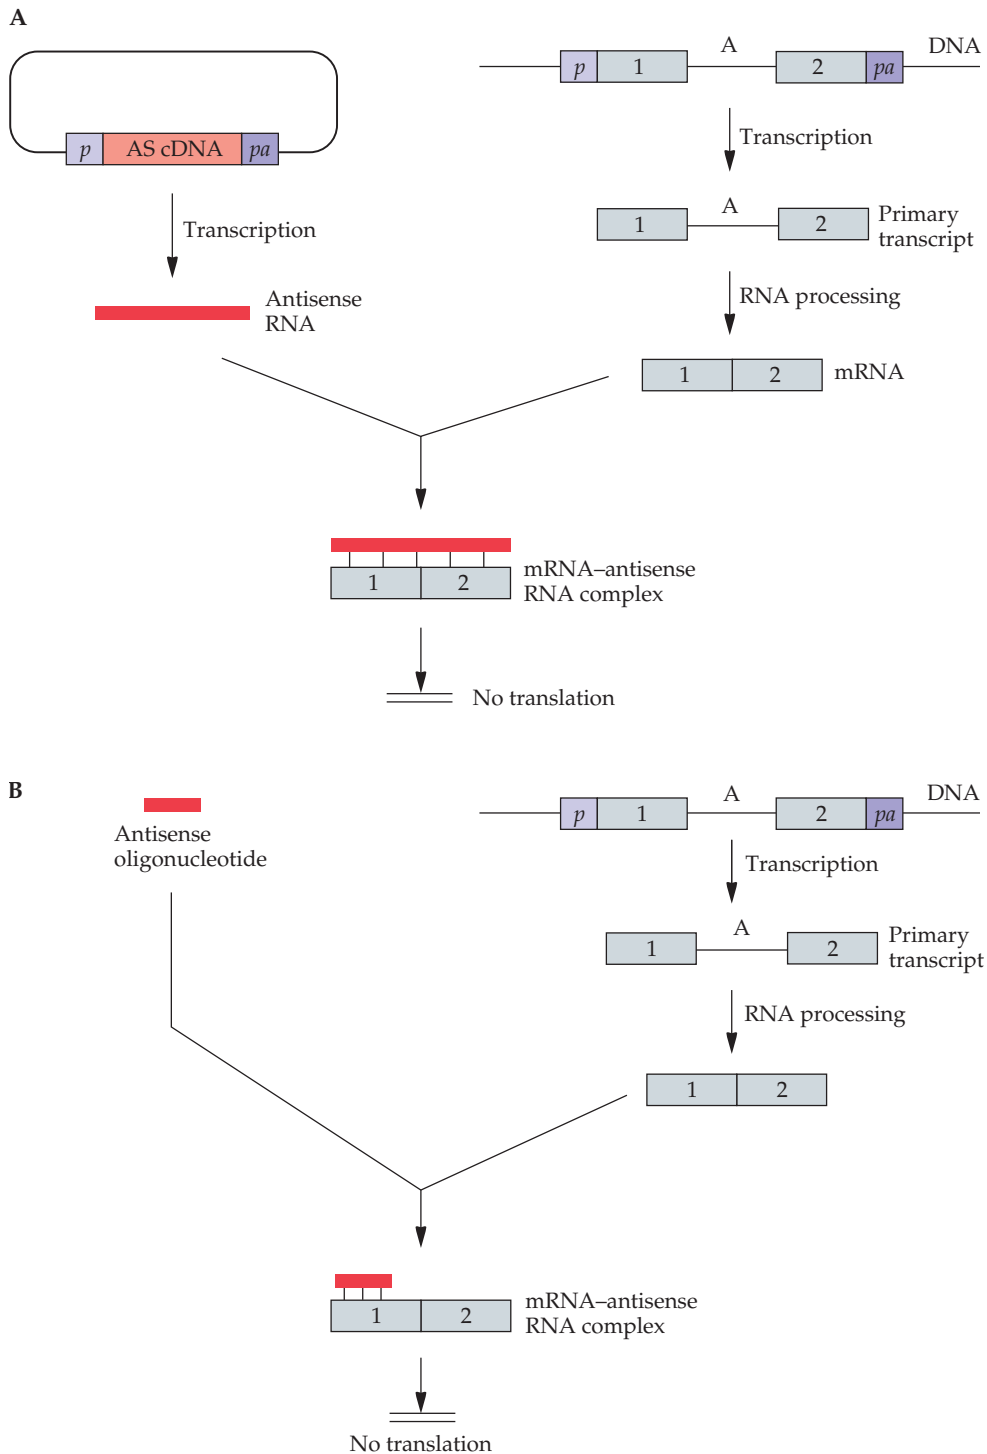 A
p AS cDNA pa
Transcription
Antisense
RNA
A
DNA
p 1 2 pa
Transcription
A
1 2
Primary
transcript
RNA processing
1 2
mRNA
1 2
mRNA–antisense
RNA complex
No translation
B
Antisense
oligonucleotide
A
DNA
p 1 2 pa
Transcription
A
1 2
Primary
transcript
RNA processing
1 2
1 2
mRNA–antisense
RNA complex
No translation